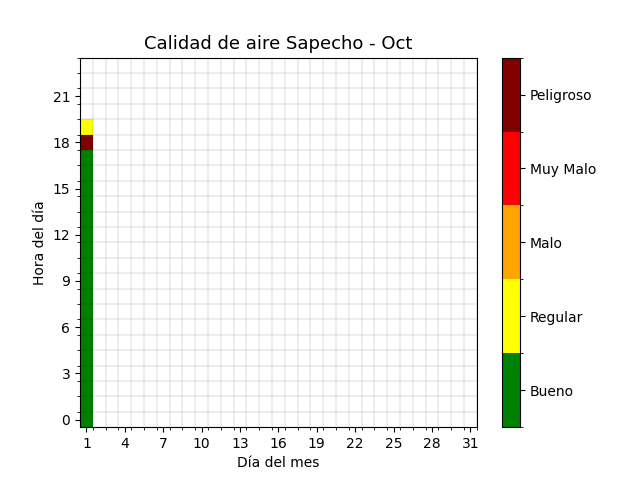 Calidad de aire Sapecho - Oct
Hora del día
21
18
15
12
9
6
3
0
1 4 7 10 13 16 19 22 25 28 31
Día del mes
Peligroso
Muy Malo
Malo
Regular
Bueno